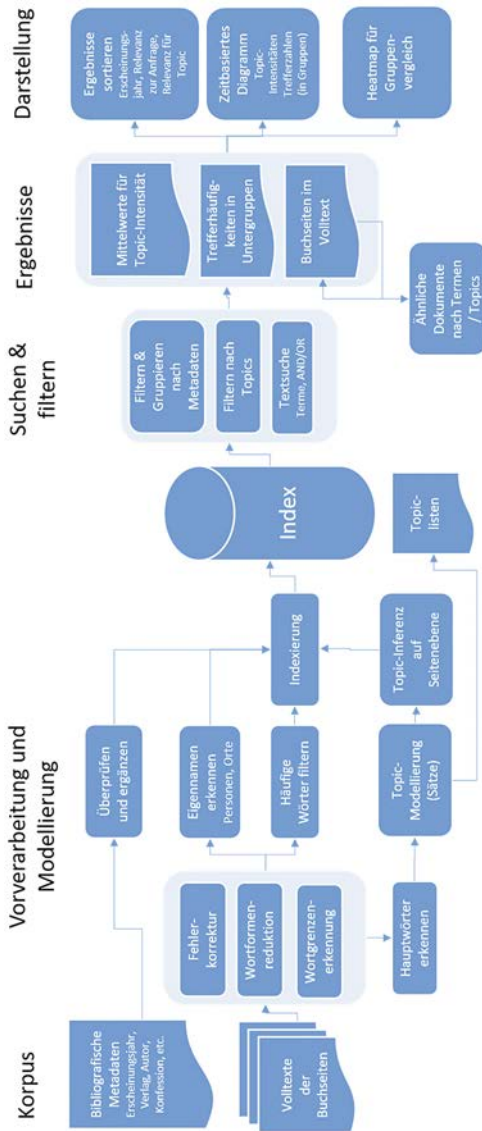 Korpus
Bibliografische
Metadaten
Erscheinungsjahr,
Verlag, Autor,
Konfession, etc.
Volltexte
der
Buchseiten
Vorverarbeitung und
Modellierung
Überprüfen
und ergänzen
Fehler-
korrektur
Wortformen-
reduktion
Wortgrenzen-
erkennung
Hauptwörter
erkennen
Eigennamen
erkennen
Personen, Orte
Häufige
Wörter filtern
Topic-
Modellierung
(Sätze)
Indexierung
Topic-Inferenz
auf
Seitenebene
Index
Topic-
listen
Suchen &
filtern
Filtern &
Gruppieren
nach
Metadaten
Filtern nach
Topics
Textsuche
Terme, AND/OR
Ergebnisse
Mittelwerte für
Topic-Intensität
Trefferhäufig-
keiten in
Untergruppen
Buchseiten im
Volltext
Ähnliche
Dokumente
nach Termen
/ Topics
Darstellung
Ergebnisse
sortieren
Erscheinungs-
jahr, Relevanz
zur Anfrage,
Relevanz für
Topic
Zeitbasiertes
Diagramm
Topic-
Intensitäten
Trefferzahlen
(in Gruppen)
Heatmap für
Gruppen-
vergleich